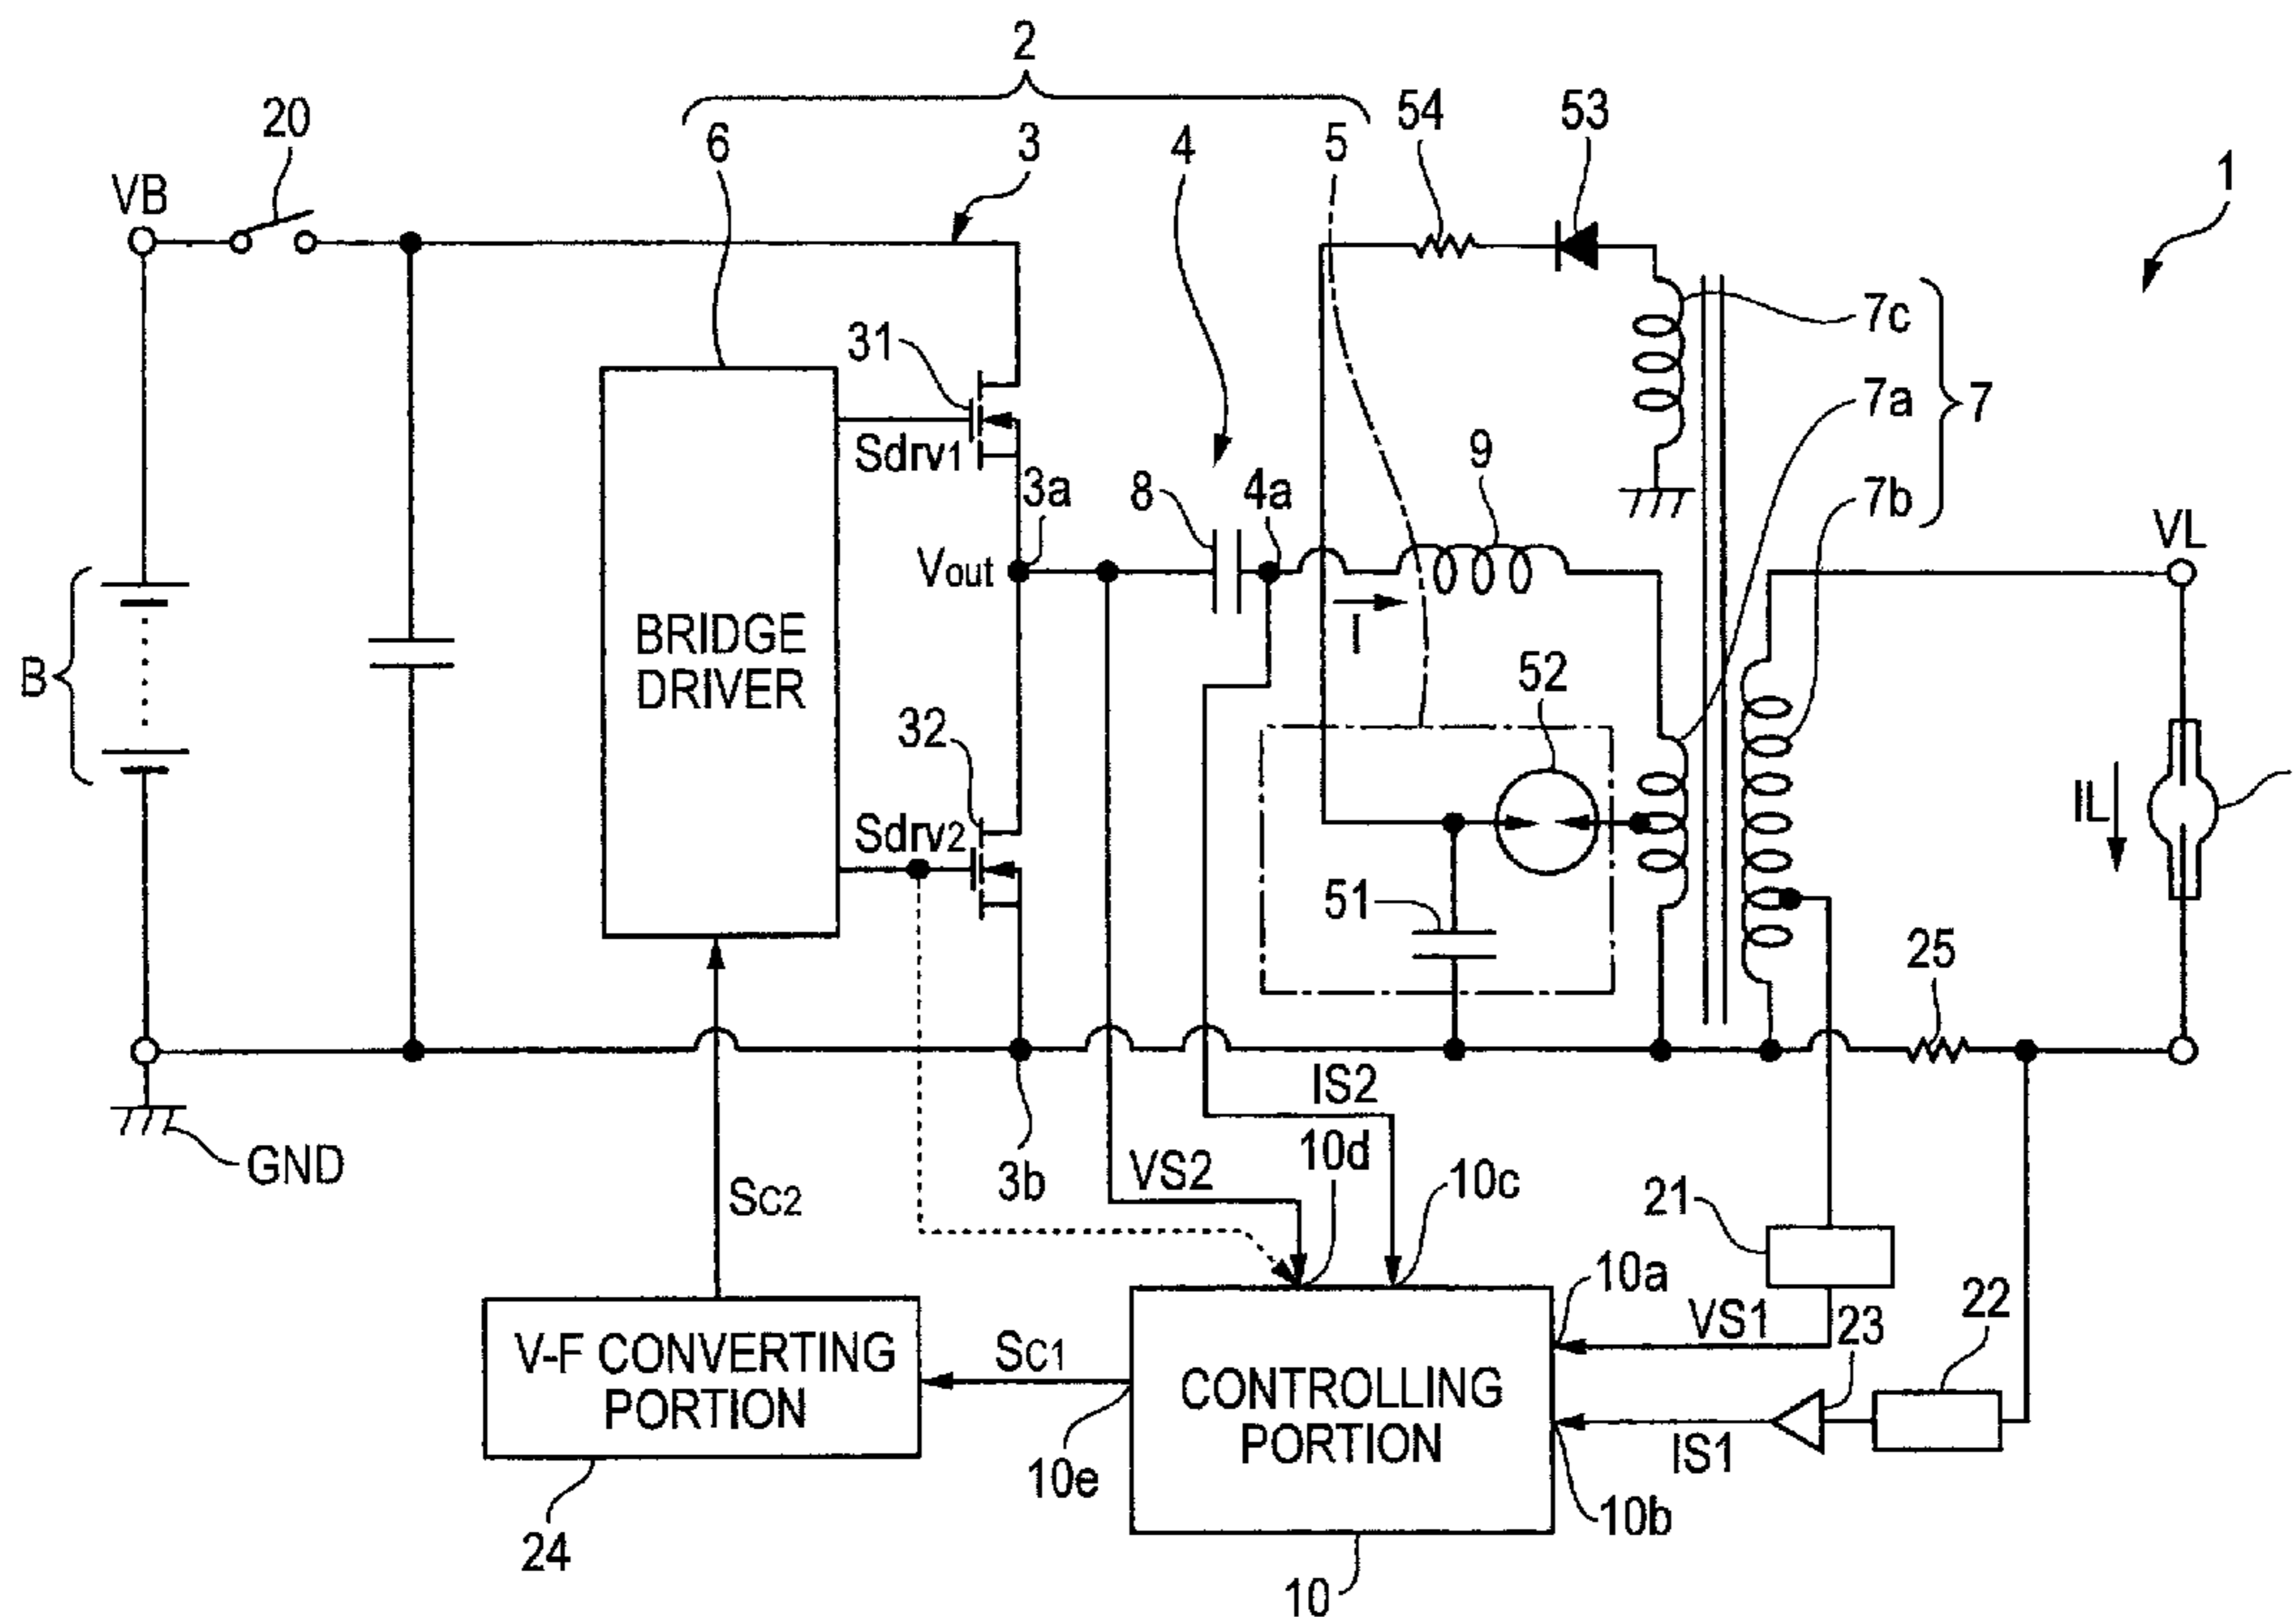 2
20
6
3
4
5
54
53
1
VB
7c
31
7a
7
Sdrv1
3a
8
4a
9
7b
VL
Vout
I
BRIDGE
DRIVER
B
52
32
Sdrv2
IL
51
25
IS2
GND
3b
VS2
10d
10c
SC2
21
10a
22
VS1
23
V-F CONVERTING
PORTION
SC1
CONTROLLING
PORTION
IS1
10e
10b
24
10